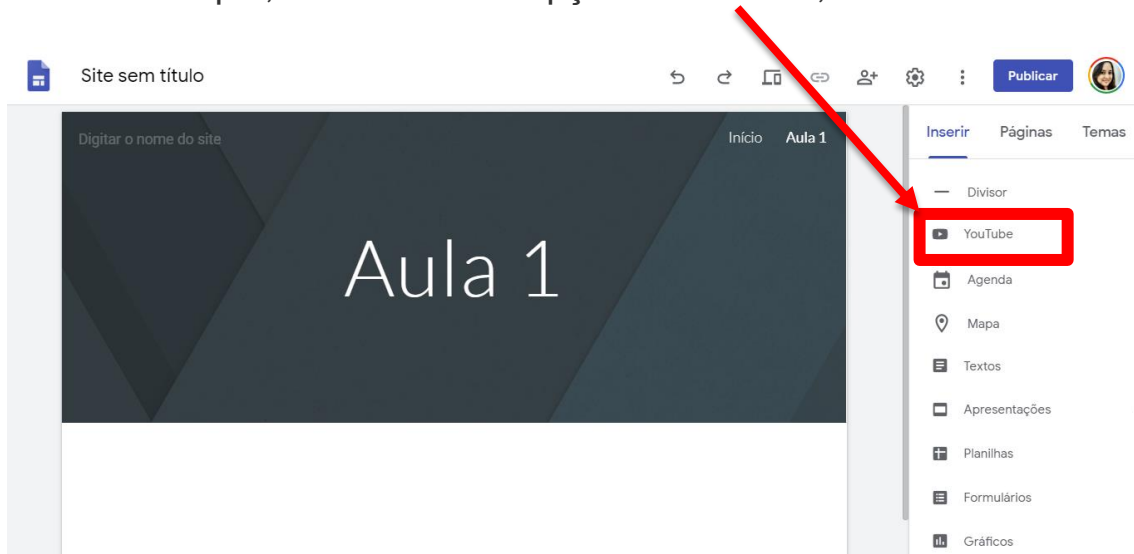 Site sem título
Publicar
Digitar o nome do site
Início Aula 1
Inserir Páginas Temas
Aula 1
Divisor
YouTube
Agenda
Mapa
Textos
Apresentações
Planilhas
Formulários
Gráficos